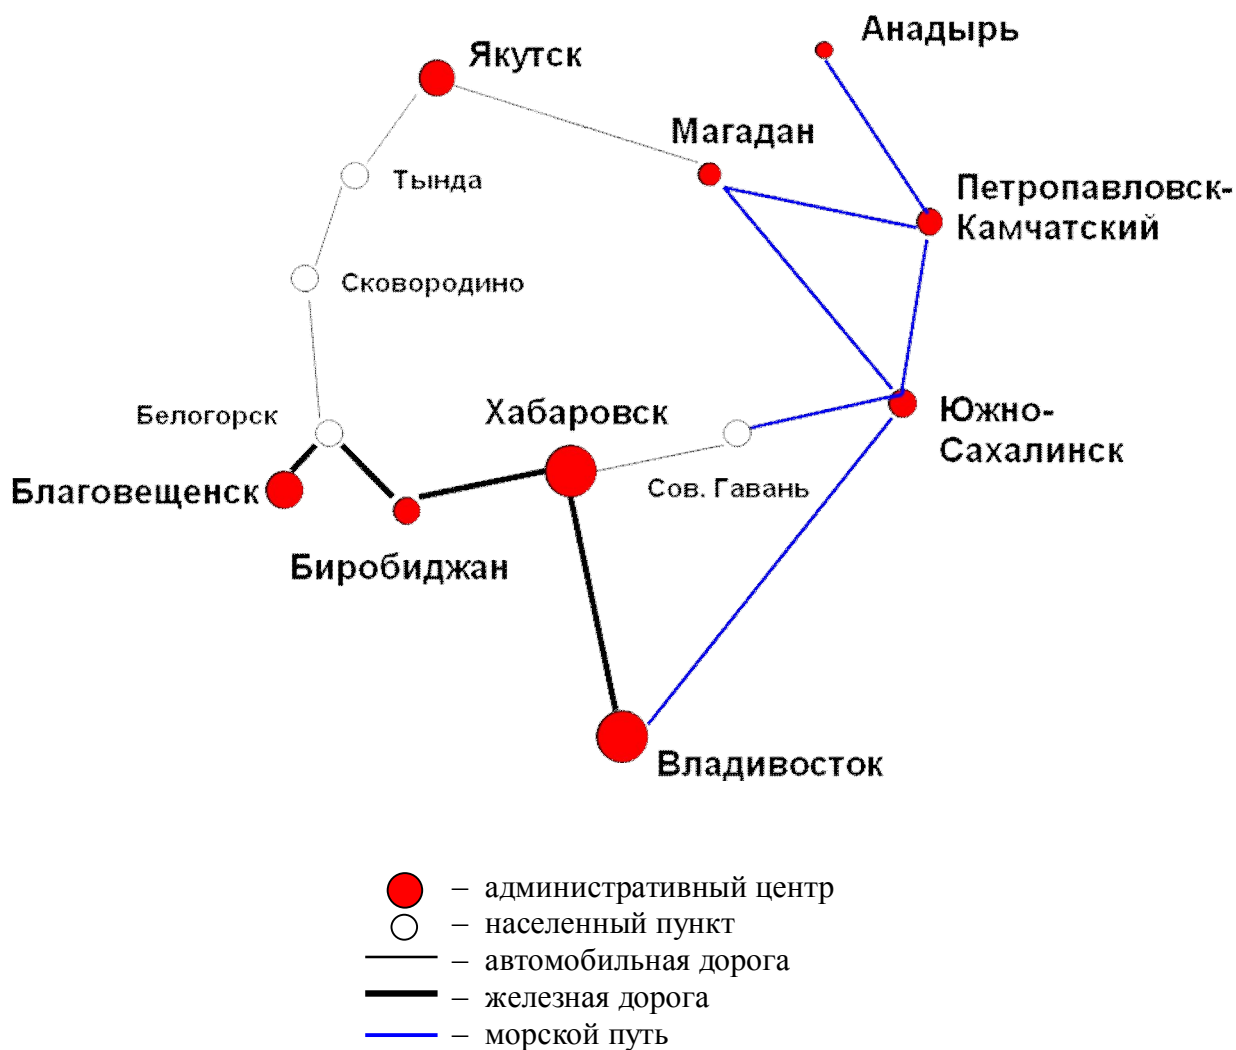 Анадырь
Якутск
Магадан
Тында
Петропавловск-
Камчатский
Сковородино
Белогорск
Хабаровск
Южно-
Сахалинск
Благовещенск
Сов. Гавань
Биробиджан
Владивосток
– административный центр
– населенный пункт
– автомобильная дорога
– железная дорога
– морской путь